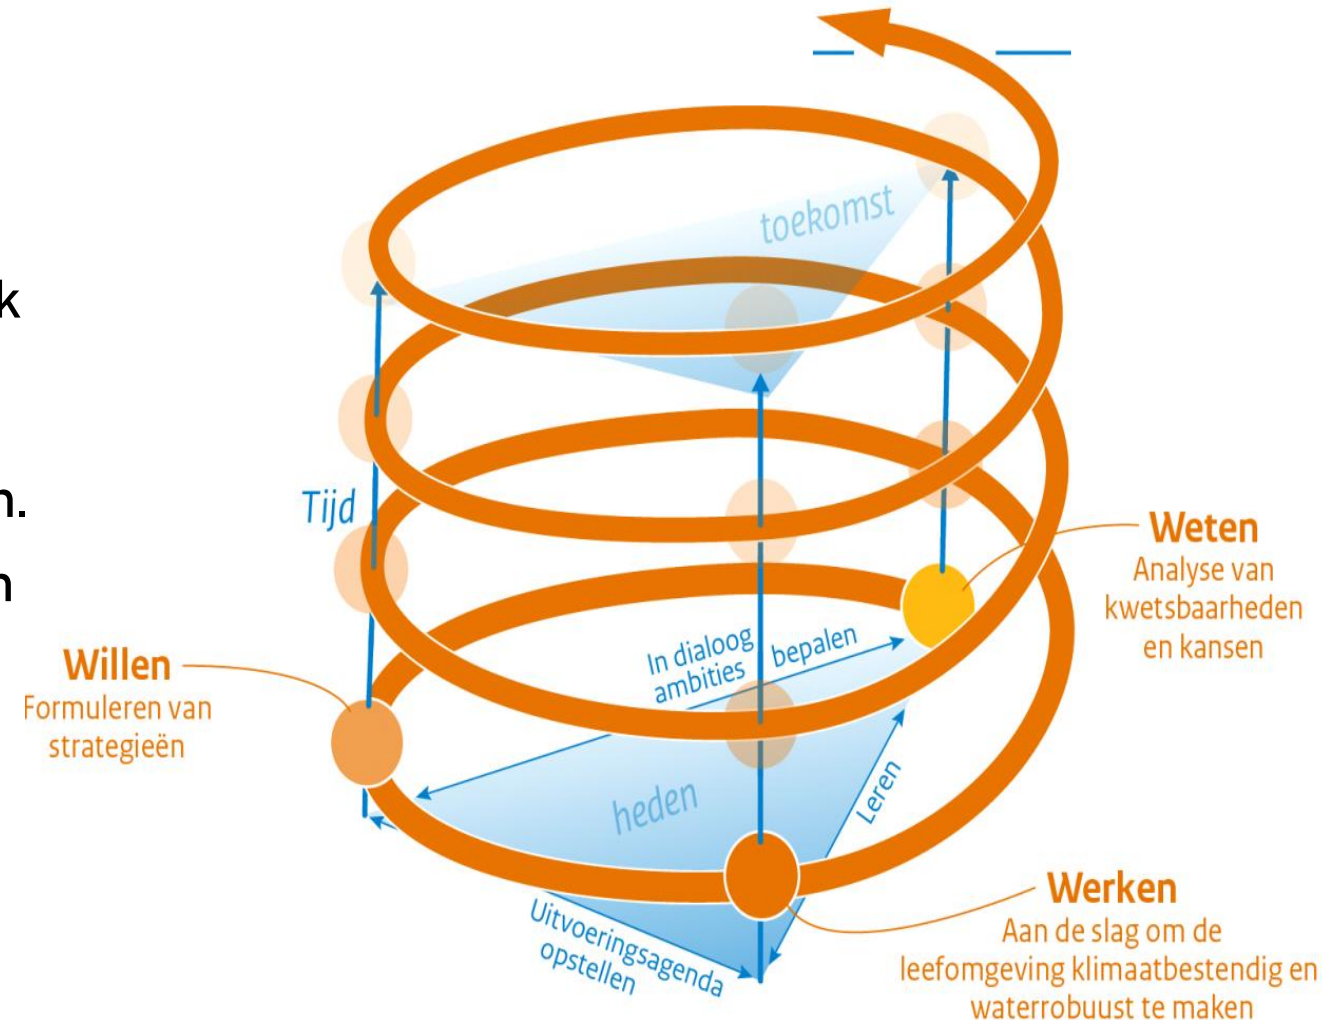 toekomst
k
Tijd
n.
Weten
Analyse van
kwetsbaarheden
en kansen
n
In dialoog
ambities
bepalen
Willen
Formuleren van
strategieën
heden
Leren
Werken
Aan de slag om de
leefomgeving klimaatbestendig en
waterrobuust te maken
Uitvoeringsagenda
opstellen